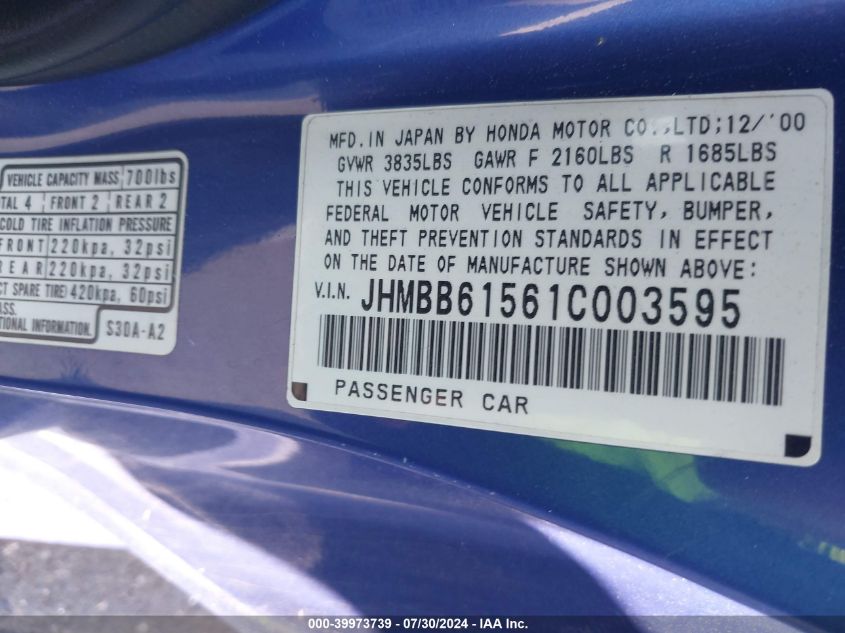 VEHICLE CAPACITY MASS 700lbs
TAL 4 FRONT 2 REAR 2
COLD TIRE INFLATION PRESSURE
FRONT 220kpa, 32psi
REAR 220kpa, 32psi
CT SPARE TIRE) 420kpa, 60psi
ASS.
TIONAL INFORMATION. S30A-A2
MFD.IN JAPAN BY HONDA MOTOR CO.,LTD;12/'00
GVWR 3835LBS GAWR F 2160LBS R 1685LBS
THIS VEHICLE CONFORMS TO ALL APPLICABLE
FEDERAL MOTOR VEHICLE SAFETY, BUMPER,
AND THEFT PREVENTION STANDARDS IN EFFECT
ON THE DATE OF MANUFACTURE SHOWN ABOVE:
V.I.N. JHMBB61561C003595
PASSENGER CAR
000-39973739 - 07/30/2024 - IAA Inc.